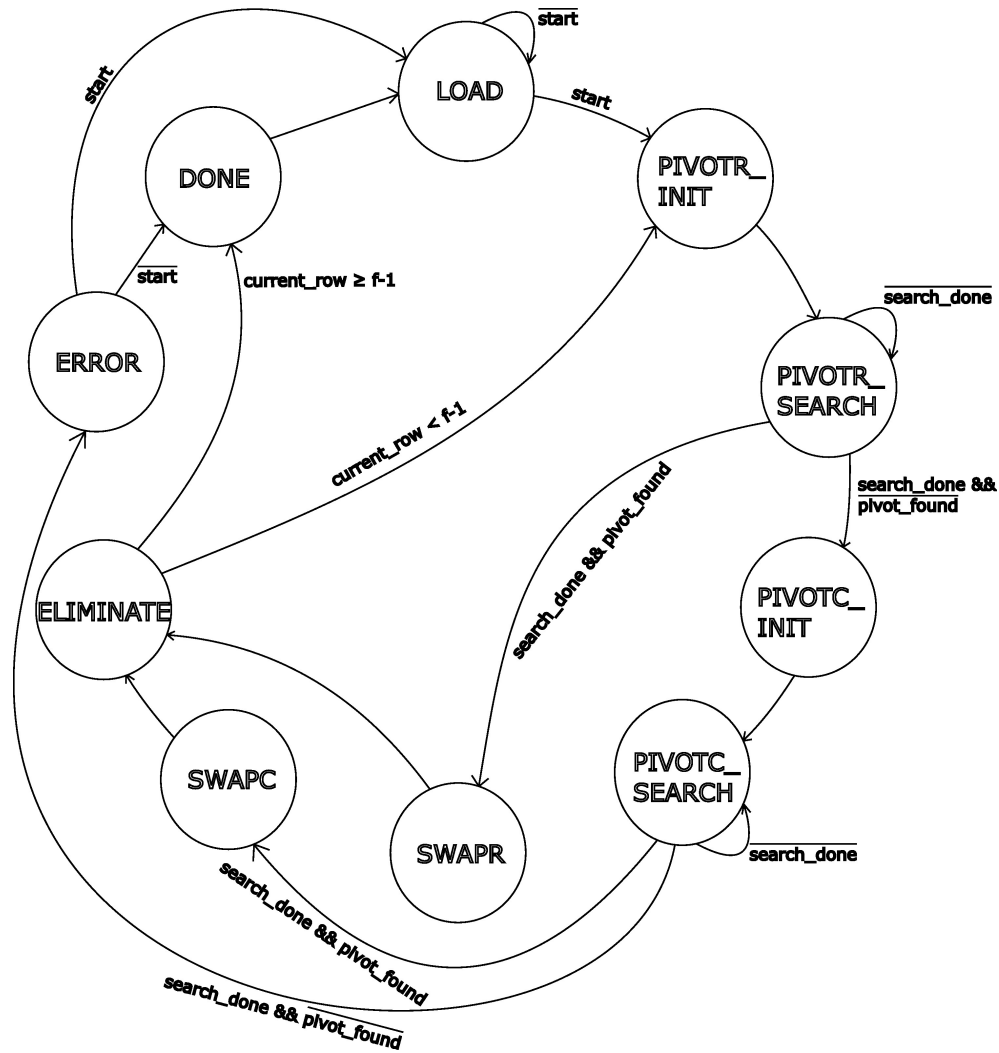 start
start
LOAD
start
DONE
PIVOTR_
INIT
start
current_row ≥ f-1
search_done
ERROR
PIVOTR_
SEARCH
current_row < f-1
search_done && pivot_found
search_done &&
pivot_found
ELIMINATE
PIVOTC_
INIT
SWAPC
PIVOTC_
SEARCH
SWAPR
search_done
search_done && pivot_found
search_done && pivot_found